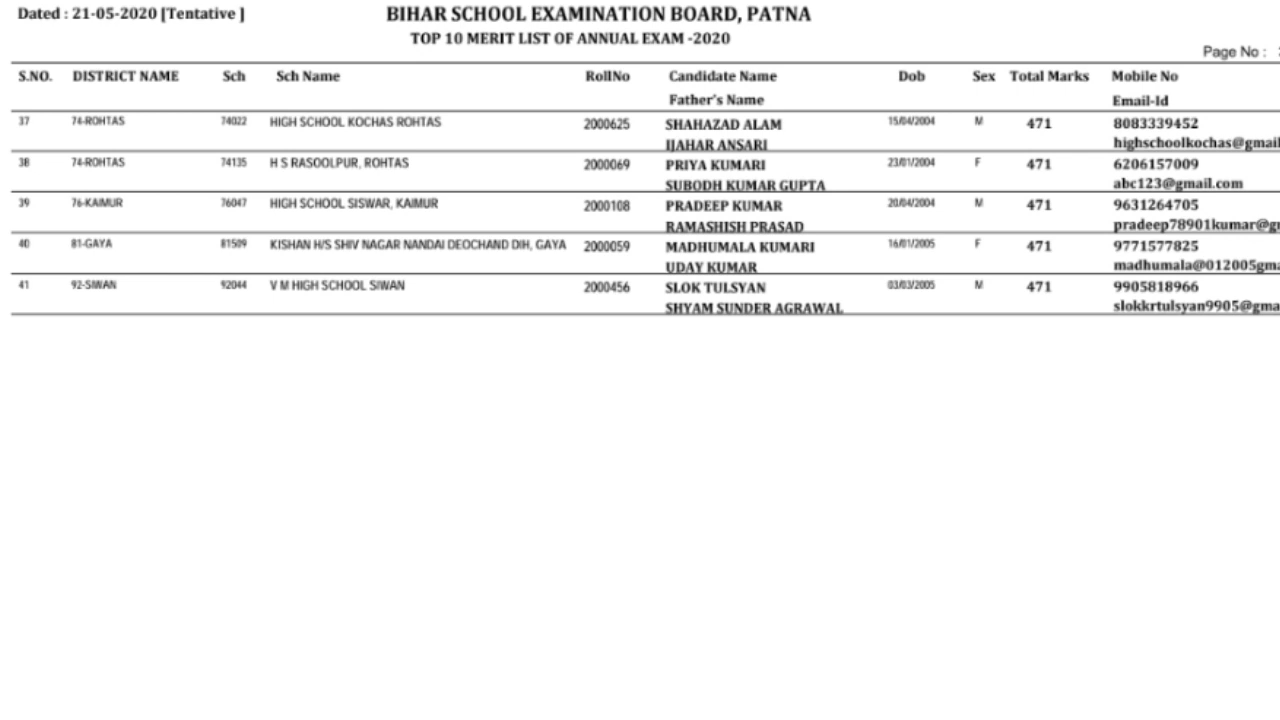 Dated : 21-05-2020 [Tentative ]
BIHAR SCHOOL EXAMINATION BOARD, PATNA
TOP 10 MERIT LIST OF ANNUAL EXAM -2020
Page No :
S.NO. DISTRICT NAME Sch Sch Name RollNo Candidate Name Dob Sex Total Marks Mobile No
Father's Name Email-Id
37 74-ROHTAS 74022 HIGH SCHOOL KOCHAS ROHTAS 2000625 SHAHAZAD ALAM 15/04/2004 M 471 8083339452
IJAHAR ANSARI highschoolkochas@gmail
38 74-ROHTAS 74135 H S RASOOLPUR, ROHTAS 2000069 PRIYA KUMARI 23/01/2004 F 471 6206157009
SUBODH KUMAR GUPTA abc123@gmail.com
39 76-KAIMUR 76047 HIGH SCHOOL SISWAR, KAIMUR 2000108 PRADEEP KUMAR 20/04/2004 M 471 9631264705
RAMASHISH PRASAD pradeep78901kumar@g
40 81-GAYA 81509 KISHAN H/S SHIV NAGAR NANDAI DEOCHAND DIH, GAYA 2000059 MADHUMALA KUMARI 16/01/2005 F 471 9771577825
UDAY KUMAR madhumala@012005gma
41 92-SIWAN 92044 V M HIGH SCHOOL SIWAN 2000456 SLOK TULSYAN 03/03/2005 M 471 9905818966
SHYAM SUNDER AGRAWAL slokkrtulsyan9905@gma